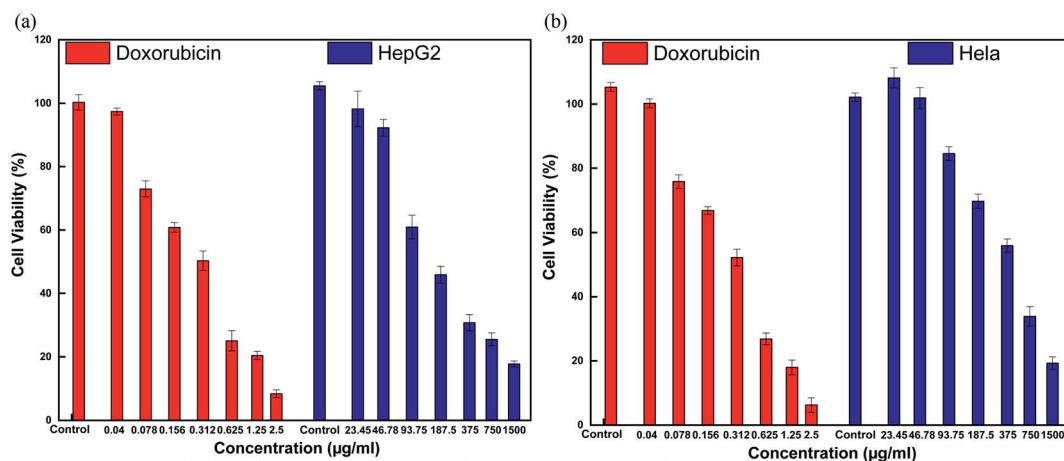 (a)
Doxorubicin HepG2
120
100
80
60
40
20
0
Cell Viability (%)
Control 0.04 0.078 0.156 0.312 0.625 1.25 2.5 Control 23.45 46.78 93.75 187.5 375 750 1500
Concentration (µg/ml)
(b)
Doxorubicin Hela
120
100
80
60
40
20
0
Cell Viability (%)
Control 0.04 0.078 0.156 0.312 0.625 1.25 2.5 Control 23.45 46.78 93.75 187.5 375 750 1500
Concentration (µg/ml)